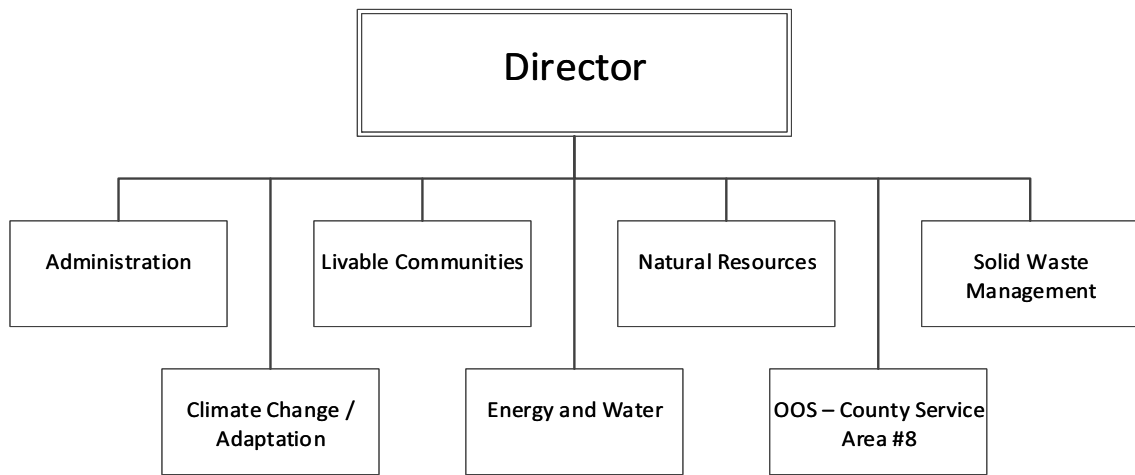 Director
Administration
Livable Communities
Natural Resources
Solid Waste
Management
Climate Change /
Adaptation
Energy and Water
OOS – County Service
Area #8